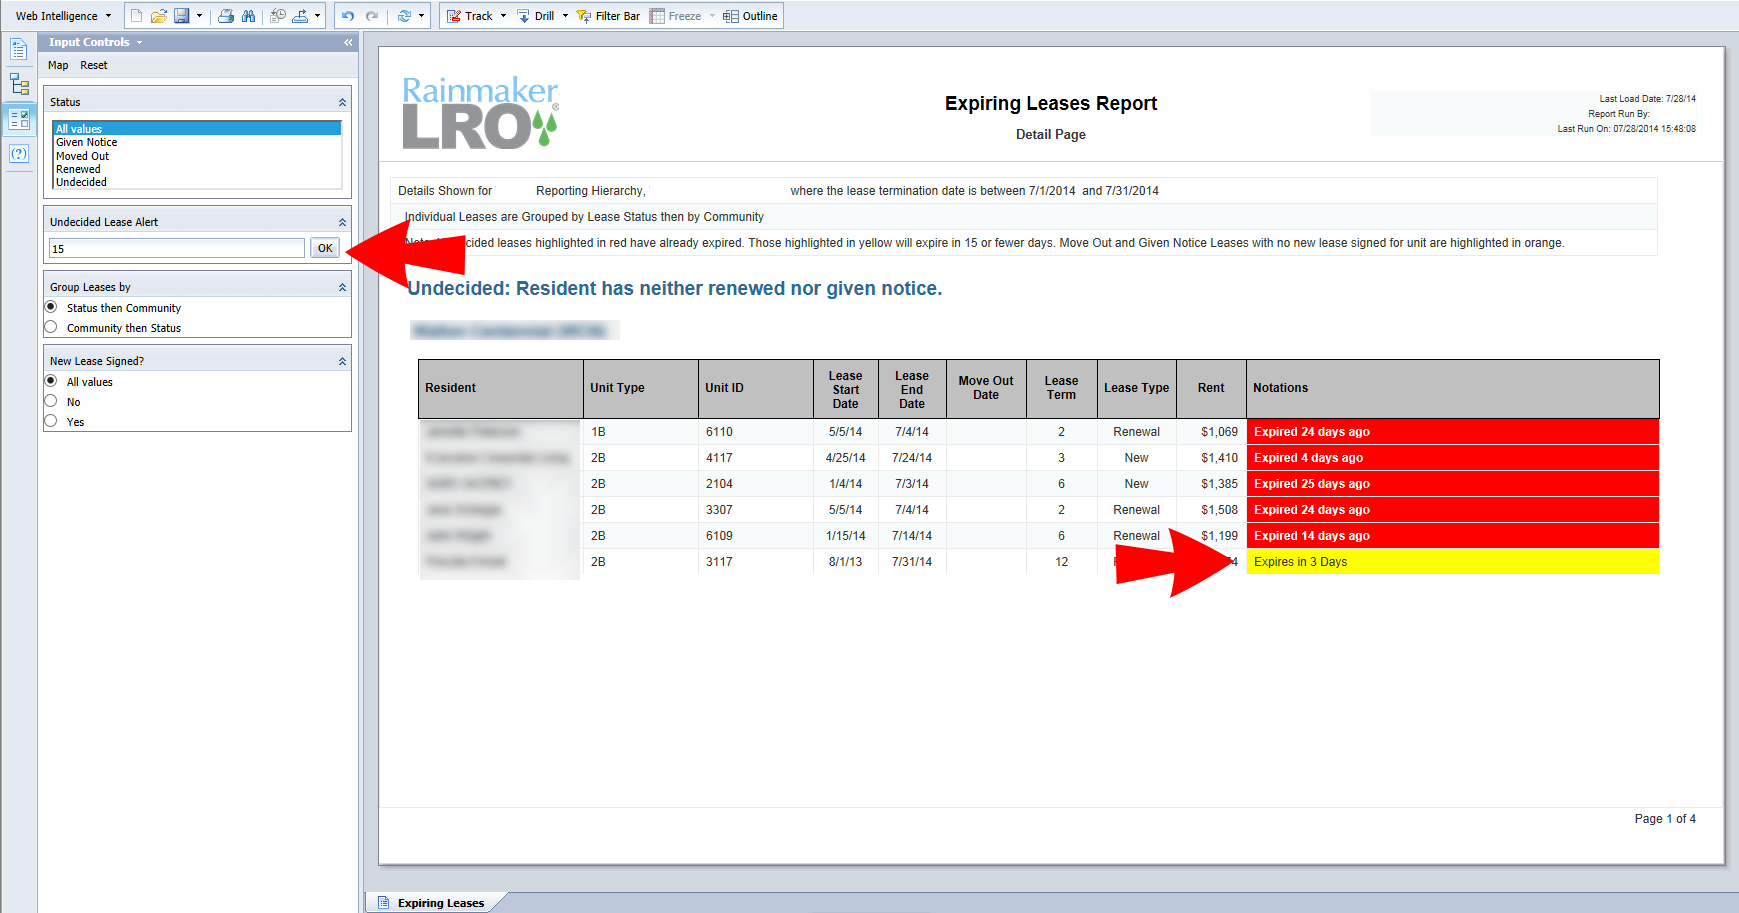 Web Intelligence
Track
Drill
Filter Bar
Freeze
Outline
Input Controls
Map Reset
Status
All values
Given Notice
Moved Out
Renewed
Undecided
Undecided Lease Alert
15 OK
Group Leases by
Status then Community
Community then Status
New Lease Signed?
All values
No
Yes
Rainmaker
LRO®
Expiring Leases Report
Detail Page
Last Load Date: 7/28/14
Report Run By:
Last Run On: 07/28/2014 15:48:08
Details Shown for Reporting Hierarchy, where the lease termination date is between 7/1/2014 and 7/31/2014
Individual Leases are Grouped by Lease Status then by Community
leases highlighted in red have already expired. Those highlighted in yellow will expire in 15 or fewer days. Move Out and Given Notice Leases with no new lease signed for unit are highlighted in orange.
Undecided: Resident has neither renewed nor given notice.
Resident Unit Type Unit ID Lease Start Date Lease End Date Move Out Date Lease Term Lease Type Rent Notations
1B 6110 5/5/14 7/4/14 2 Renewal $1,069 Expired 24 days ago
2B 4117 4/25/14 7/24/14 3 New $1,410 Expired 4 days ago
2B 2104 1/4/14 7/3/14 6 New $1,385 Expired 25 days ago
2B 3307 5/5/14 7/4/14 2 Renewal $1,508 Expired 24 days ago
2B 6109 1/15/14 7/14/14 6 Renewal $1,199 Expired 14 days ago
2B 3117 8/1/13 7/31/14 12 Expires in 3 Days
Page 1 of 4
Expiring Leases